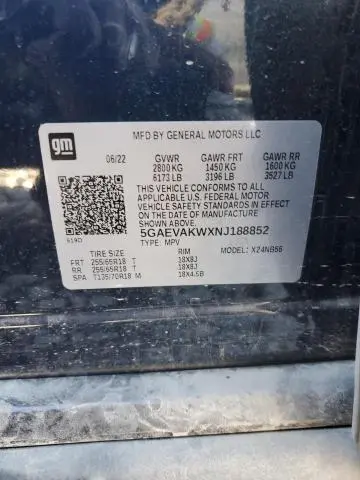 gm
MFD BY GENERAL MOTORS LLC
06/22 GVWR GAWR FRT GAWR RR
2800 KG 1450 KG 1600 KG
6173 LB 3196 LB 3527 LB
THIS VEHICLE CONFORMS TO ALL
APPLICABLE U.S. FEDERAL MOTOR
VEHICLE SAFETY STANDARDS IN
EFFECT ON THE DATE OF MANUFACTURE
SHOWN ABOVE.
5GAEVAKWXNJ188852
TYPE: MPV MODEL: X24NB56
TIRE SIZE RIM
FRT 255/65R18 T 18X8J
RR 255/65R18 T 18X8J
SPA T135/70R18 M 18X4.5B